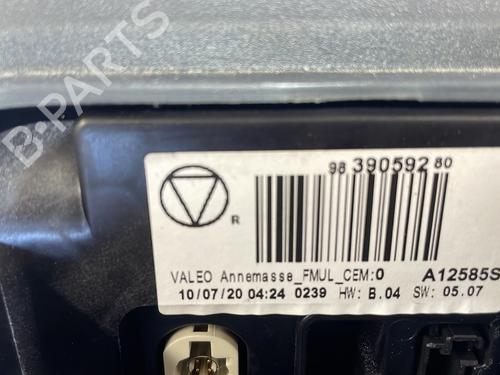 B-PARTS
98 390592 80
R
VALEO Annemasse_FMUL_CEM:0 A12585S
10/07/20 04:24 0239 HW: B.04 SW: 05.07